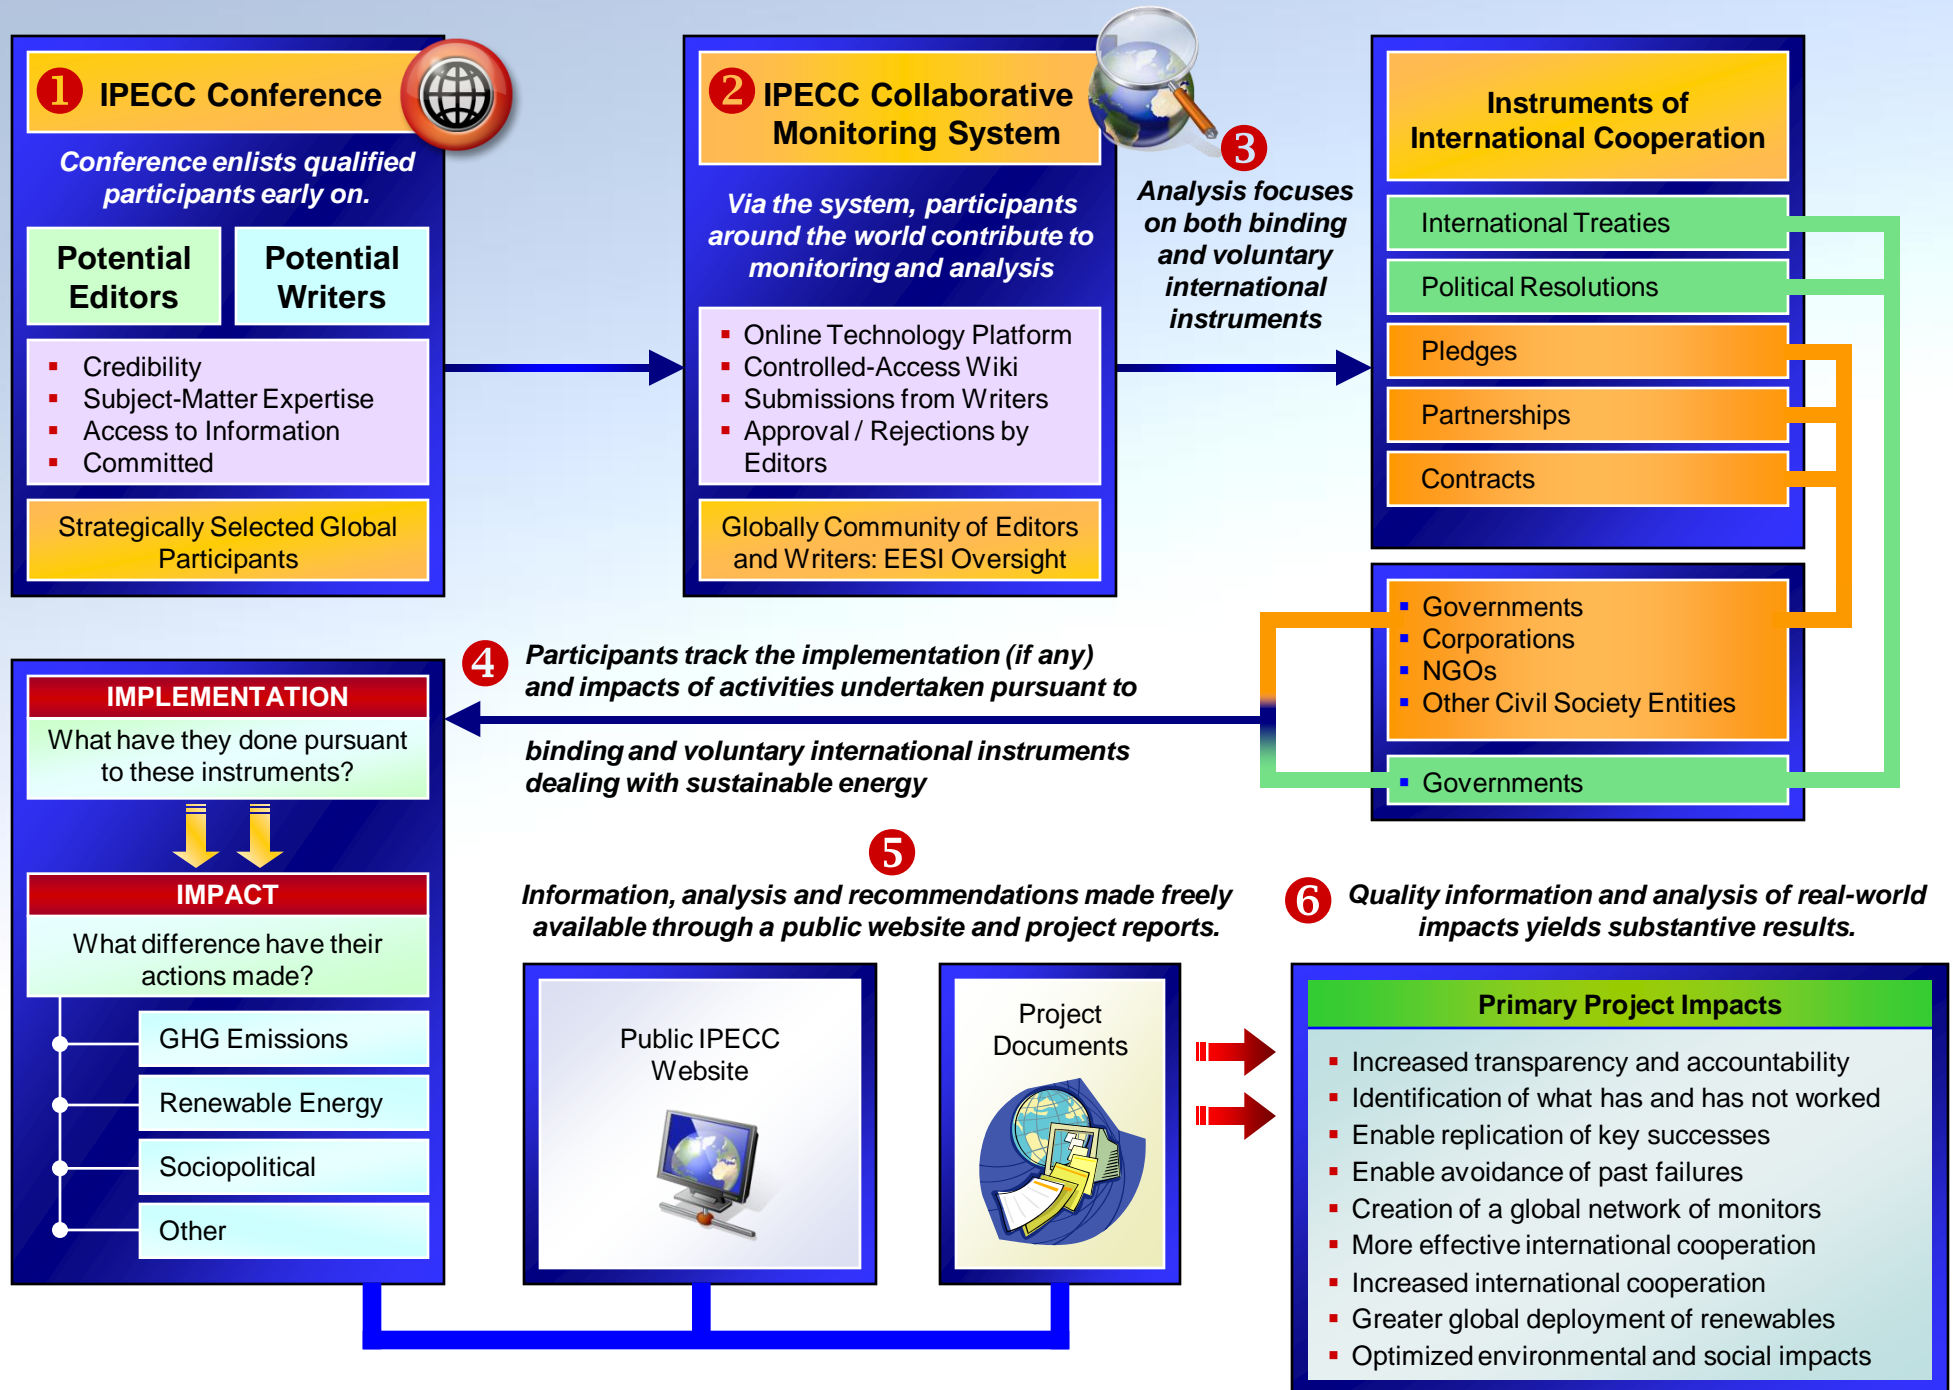 1
IPECC Conference
Conference enlists qualified
participants early on.
Potential
Editors
Potential
Writers
▪ Credibility
▪ Subject-Matter Expertise
▪ Access to Information
▪ Committed
Strategically Selected Global
Participants
2
IPECC Collaborative
Monitoring System
Via the system, participants
around the world contribute to
monitoring and analysis
▪ Online Technology Platform
▪ Controlled-Access Wiki
▪ Submissions from Writers
▪ Approval / Rejections by
Editors
Globally Community of Editors
and Writers: EESI Oversight
3
Analysis focuses
on both binding
and voluntary
international
instruments
Instruments of
International Cooperation
International Treaties
Political Resolutions
Pledges
Partnerships
Contracts
▪ Governments
▪ Corporations
▪ NGOs
▪ Other Civil Society Entities
▪ Governments
4
Participants track the implementation (if any)
and impacts of activities undertaken pursuant to
binding and voluntary international instruments
dealing with sustainable energy
IMPLEMENTATION
What have they done pursuant
to these instruments?
IMPACT
What difference have their
actions made?
GHG Emissions
Renewable Energy
Sociopolitical
Other
5
Information, analysis and recommendations made freely
available through a public website and project reports.
Public IPECC
Website
Project
Documents
6
Quality information and analysis of real-world
impacts yields substantive results.
Primary Project Impacts
▪ Increased transparency and accountability
▪ Identification of what has and has not worked
▪ Enable replication of key successes
▪ Enable avoidance of past failures
▪ Creation of a global network of monitors
▪ More effective international cooperation
▪ Increased international cooperation
▪ Greater global deployment of renewables
▪ Optimized environmental and social impacts